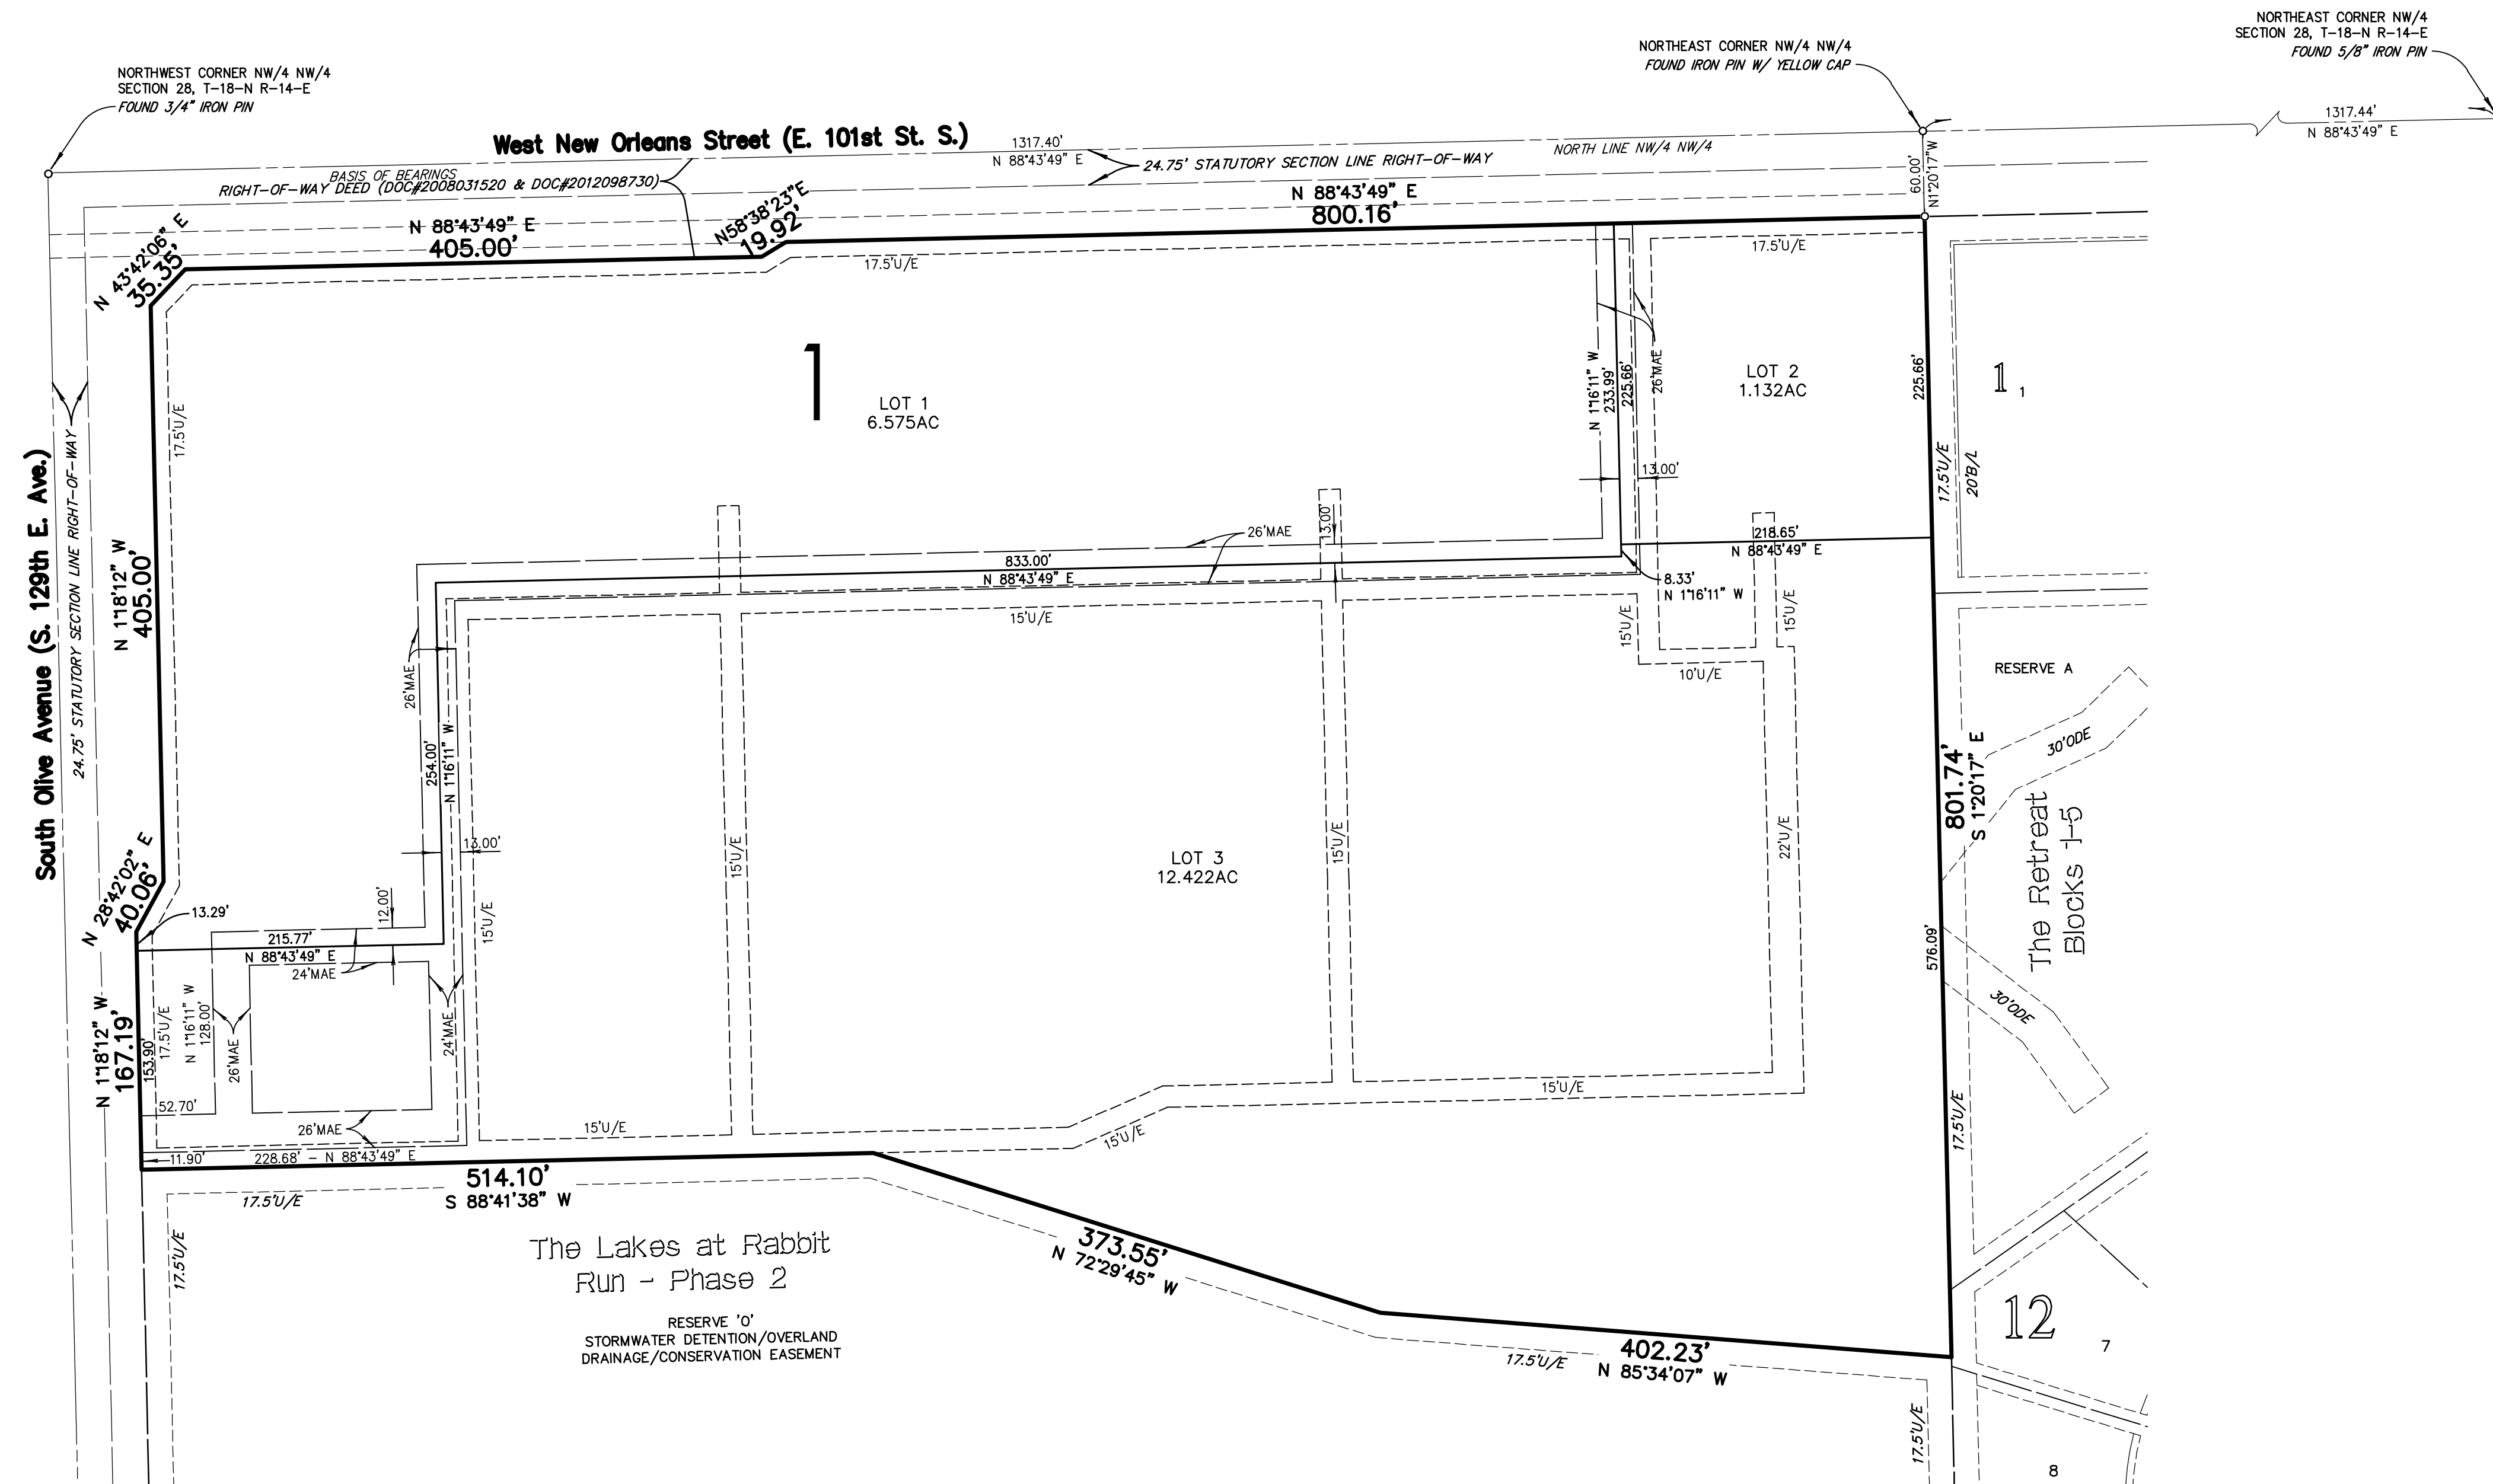 NORTHWEST CORNER NW/4 NW/4
SECTION 28, T-18-N R-14-E
FOUND 3/4" IRON PIN
NORTHEAST CORNER NW/4 NW/4
FOUND IRON PIN W/ YELLOW CAP
NORTHEAST CORNER NW/4
SECTION 28, T-18-N R-14-E
FOUND 5/8" IRON PIN
West New Orleans Street (E. 101st St. S.)
1317.40'
N 88°43'49" E
24.75' STATUTORY SECTION LINE RIGHT-OF-WAY
NORTH LINE NW/4 NW/4
1317.44'
N 88°43'49" E
BASIS OF BEARINGS
RIGHT-OF-WAY DEED (DOC#2008031520 & DOC#2012098730)
60.00'
N1°20'17"W
N 43°42'06" E
35.35'
N 88°43'49" E
405.00'
N58°38'23"E
19.92'
N 88°43'49" E
800.16'
17.5'U/E
17.5'U/E
17.5'U/E
1
LOT 1
6.575AC
N 1°16'11" W
233.99'
225.66'
26'MAE
LOT 2
1.132AC
225.66'
1
1
17.5'U/E
20'B/L
13.00'
South Olive Avenue (S. 129th E. Ave.)
24.75' STATUTORY SECTION LINE RIGHT-OF-WAY
N 1°18'12" W
405.00'
26'MAE
13.00'
833.00'
N 88°43'49" E
218.65'
N 88°43'49" E
8.33'
N 1°16'11" W
15'U/E
15'U/E
15'U/E
10'U/E
RESERVE A
30'ODE
26'MAE
254.00'
N 1°16'11" W
13.00'
15'U/E
15'U/E
15'U/E
22'U/E
LOT 3
12.422AC
801.74'
S 1°20'17" E
The Retreat
Blocks 1-5
576.09'
30'ODE
N 28°42'02" E
40.06'
13.29'
12.00'
215.77'
N 88°43'49" E
24'MAE
24'MAE
N 1°18'12" W
167.19'
153.90'
17.5'U/E
N 1°16'11" W
128.00'
26'MAE
52.70'
26'MAE
15'U/E
15'U/E
15'U/E
17.5'U/E
11.90'
228.68' - N 88°43'49" E
514.10'
S 88°41'38" W
17.5'U/E
17.5'U/E
The Lakes at Rabbit
Run - Phase 2
RESERVE 'O'
STORMWATER DETENTION/OVERLAND
DRAINAGE/CONSERVATION EASEMENT
373.55'
N 72°29'45" W
402.23'
N 85°34'07" W
17.5'U/E
17.5'U/E
12
7
8